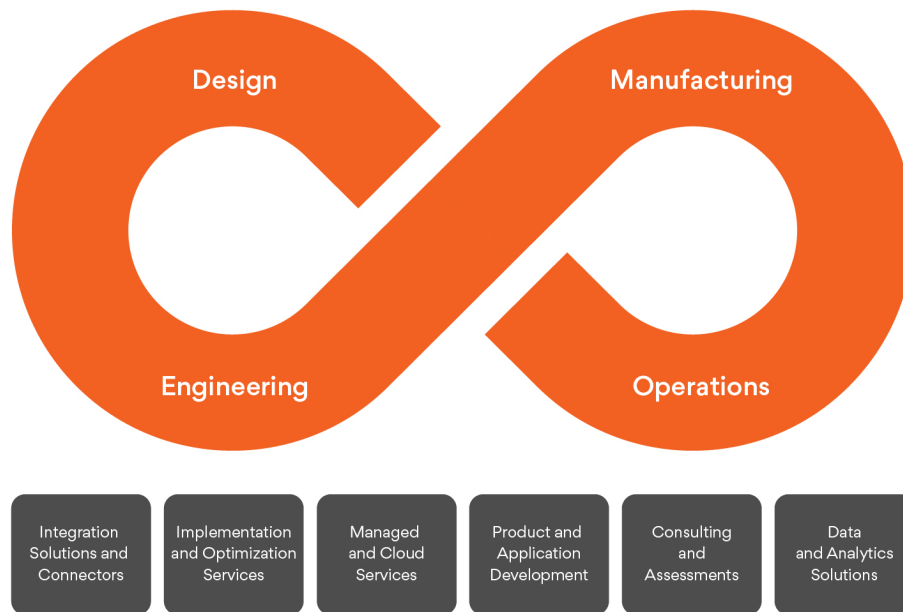 Design
Manufacturing
Engineering
Operations
Integration
Solutions and
Connectors
Implementation
and Optimization
Services
Managed
and Cloud
Services
Product and
Application
Development
Consulting
and
Assessments
Data
and Analytics
Solutions